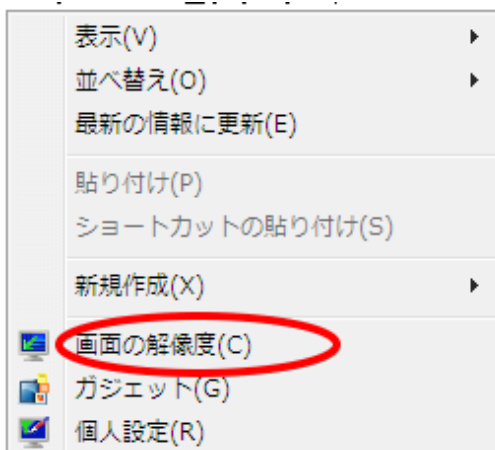 表示(V)
並べ替え(O)
最新の情報に更新(E)
貼り付け(P)
ショートカットの貼り付け(S)
新規作成(X)
画面の解像度(C)
ガジェット(G)
個人設定(R)